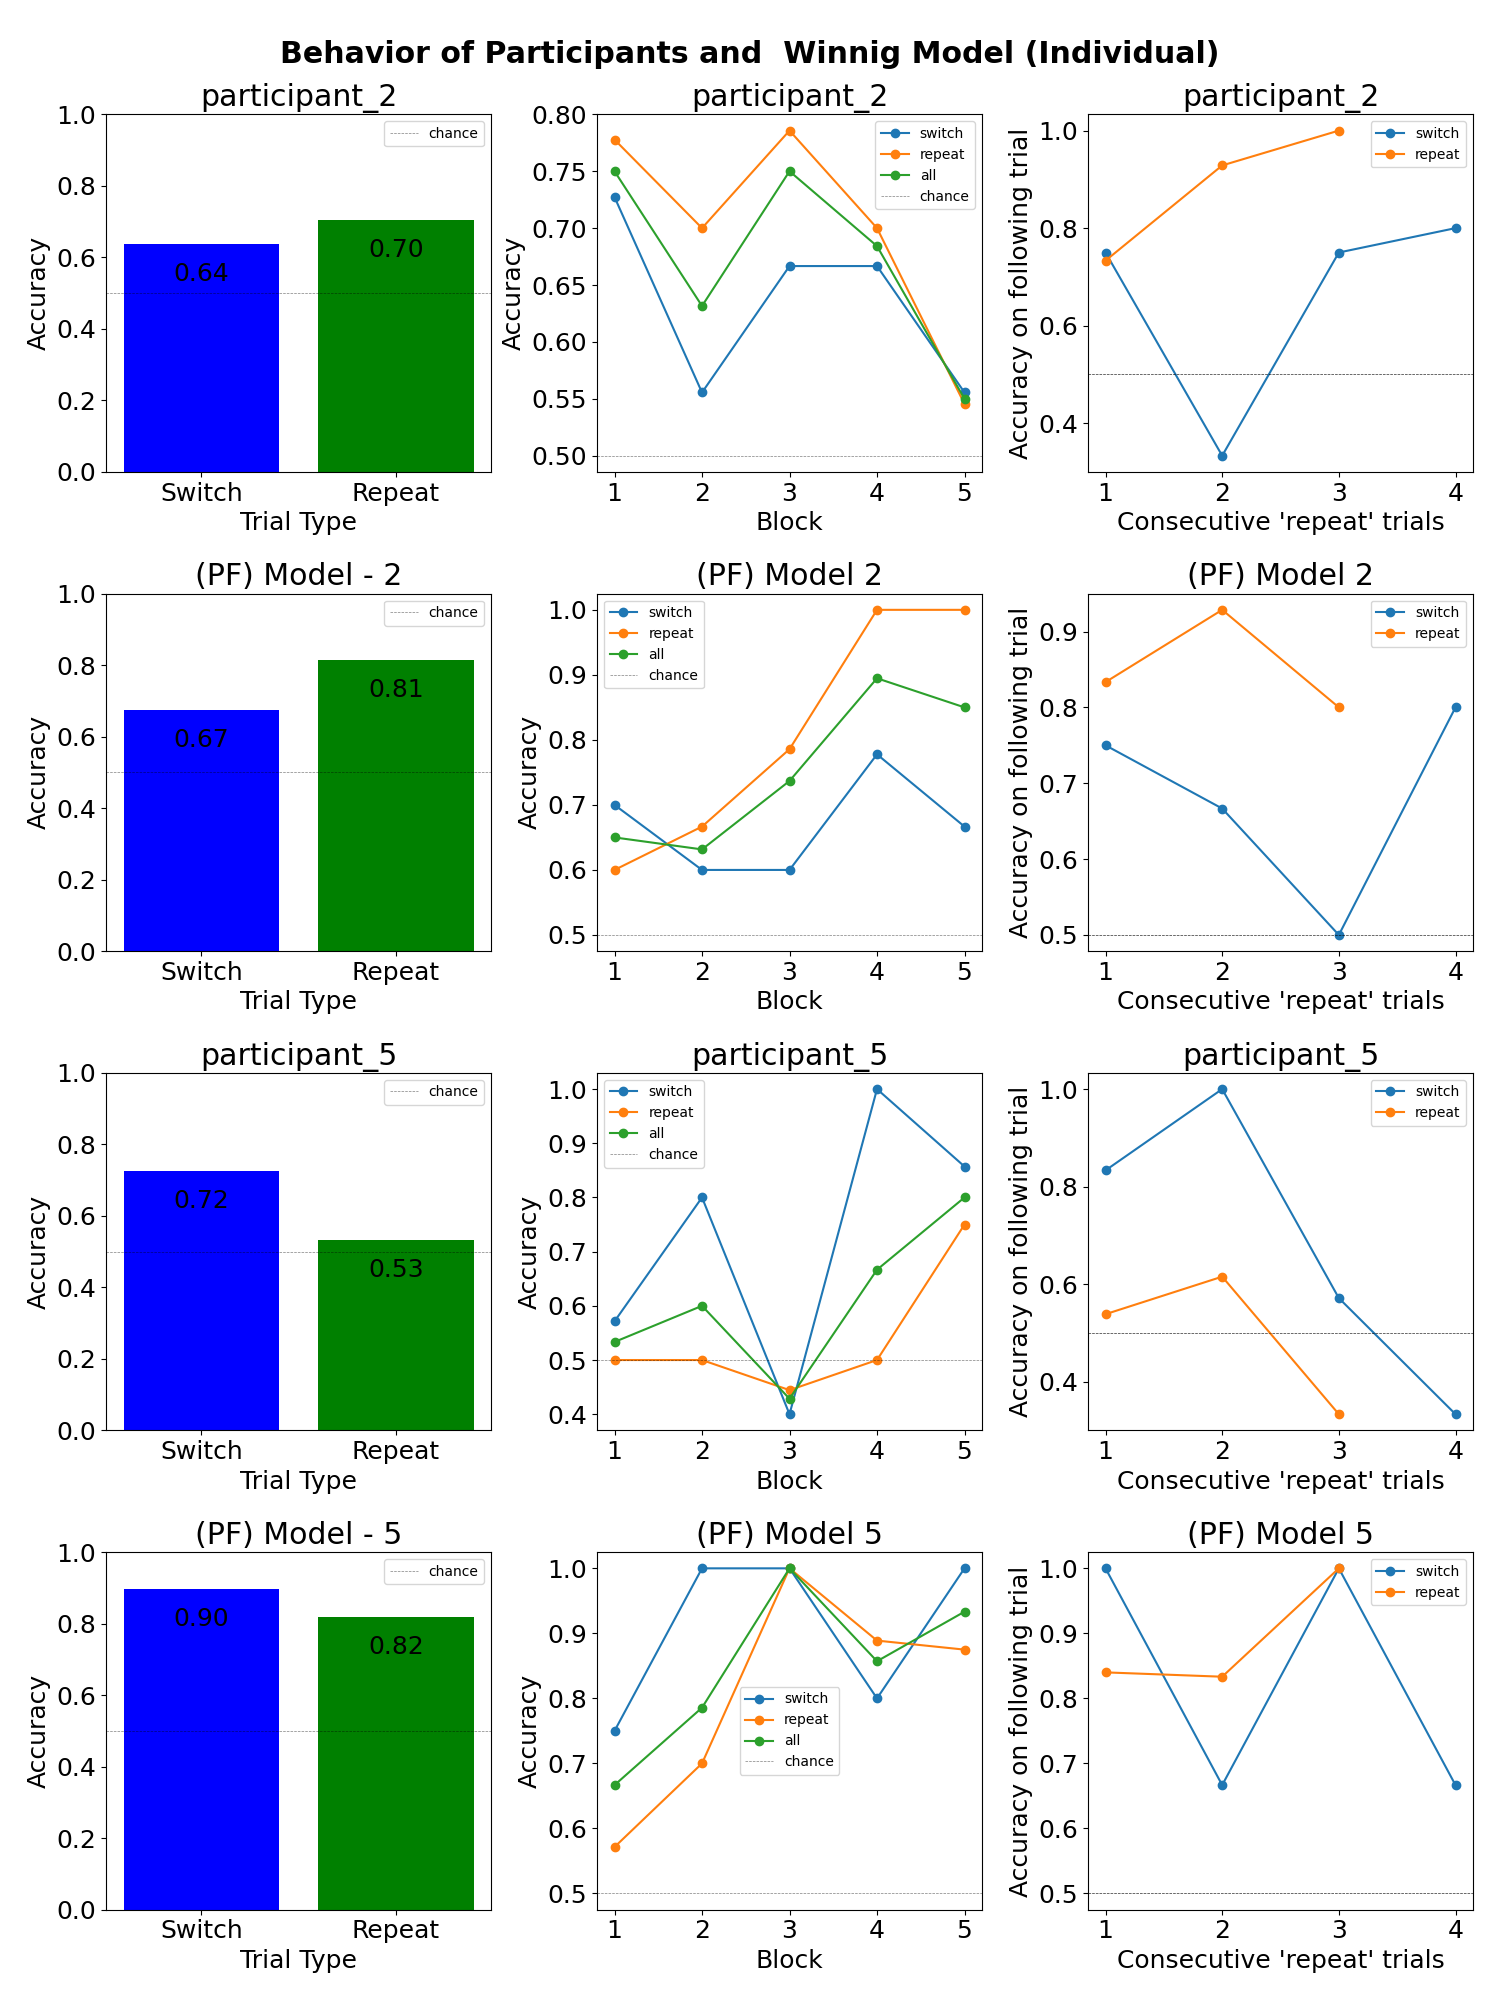 Behavior of Participants and  Winnig Model (Individual)
participant_2
1.0
0.8
0.6
0.4
0.2
0.0
Accuracy
chance
0.64
0.70
Switch
Repeat
Trial Type
participant_2
0.80
0.75
0.70
0.65
0.60
0.55
0.50
Accuracy
switch
repeat
all
chance
1 2 3 4 5
Block
participant_2
1.0
0.8
0.6
0.4
Accuracy on following trial
switch
repeat
1 2 3 4
Consecutive 'repeat' trials
(PF) Model - 2
1.0
0.8
0.6
0.4
0.2
0.0
Accuracy
chance
0.67
0.81
Switch
Repeat
Trial Type
(PF) Model 2
1.0
0.9
0.8
0.7
0.6
0.5
Accuracy
switch
repeat
all
chance
1 2 3 4 5
Block
(PF) Model 2
0.9
0.8
0.7
0.6
0.5
Accuracy on following trial
switch
repeat
1 2 3 4
Consecutive 'repeat' trials
participant_5
1.0
0.8
0.6
0.4
0.2
0.0
Accuracy
chance
0.72
0.53
Switch
Repeat
Trial Type
participant_5
1.0
0.9
0.8
0.7
0.6
0.5
0.4
Accuracy
switch
repeat
all
chance
1 2 3 4 5
Block
participant_5
1.0
0.8
0.6
0.4
Accuracy on following trial
switch
repeat
1 2 3 4
Consecutive 'repeat' trials
(PF) Model - 5
1.0
0.8
0.6
0.4
0.2
0.0
Accuracy
chance
0.90
0.82
Switch
Repeat
Trial Type
(PF) Model 5
1.0
0.9
0.8
0.7
0.6
0.5
Accuracy
switch
repeat
all
chance
1 2 3 4 5
Block
(PF) Model 5
1.0
0.9
0.8
0.7
0.6
0.5
Accuracy on following trial
switch
repeat
1 2 3 4
Consecutive 'repeat' trials